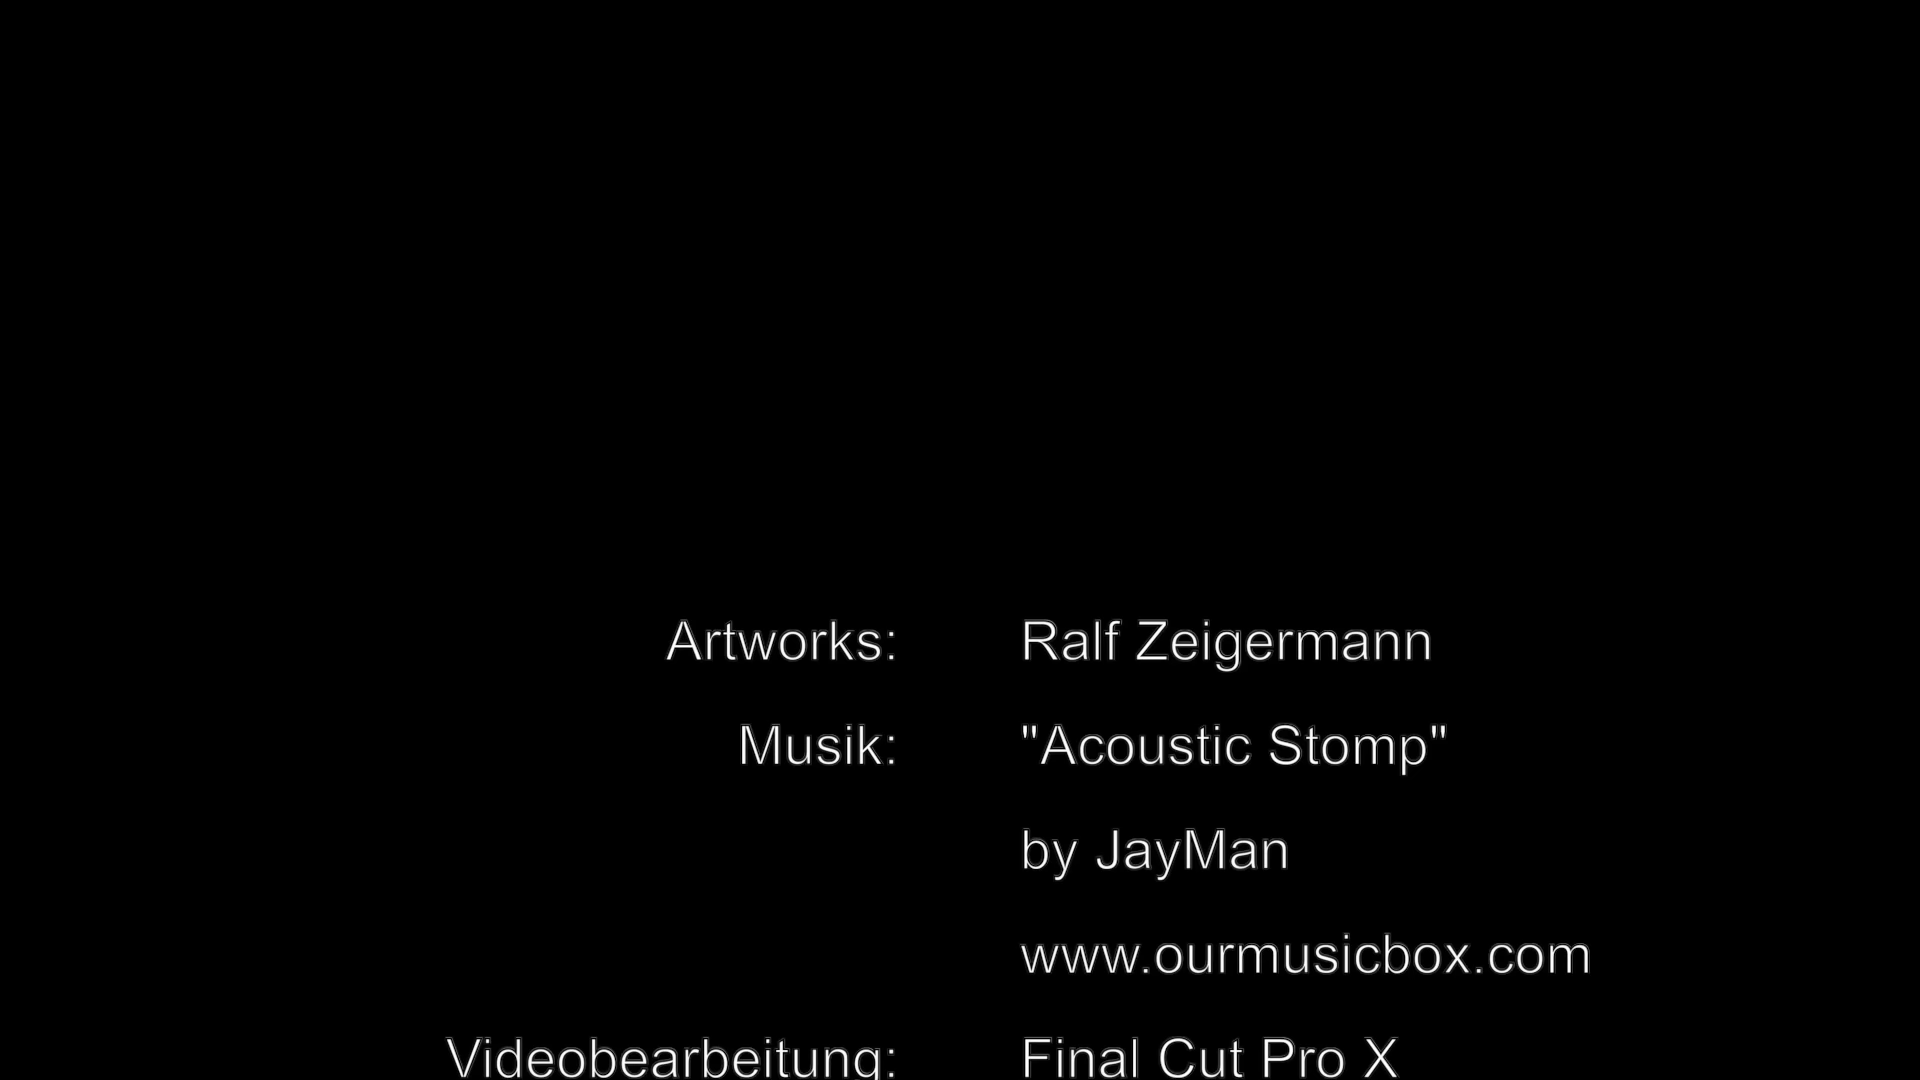 Artworks: Ralf Zeigermann
Musik: "Acoustic Stomp"
by JayMan
www.ourmusicbox.com
Videobearbeitung: Final Cut Pro X